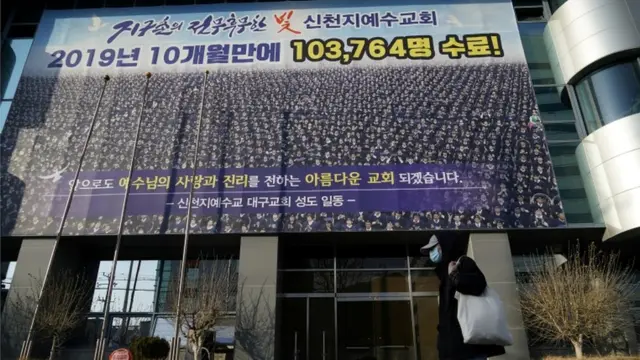 지구촌의 전무후무한 빛 신천지예수교회
2019년 10개월만에 103,764명 수료!
앞으로도 예수님의 사랑과 진리를 전하는 아름다운 교회 되겠습니다.
- 신천지예수교 대구교회 성도 일동 -